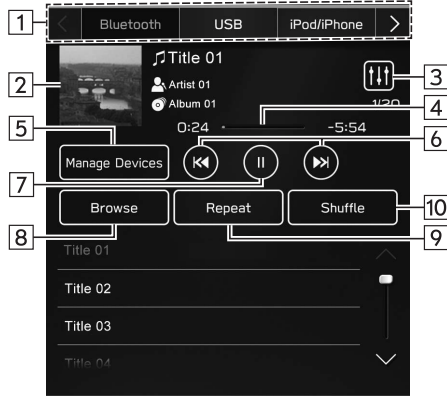 1
Bluetooth USB iPod/iPhone
2
Title 01
Artist 01
Album 01
3
1/20
4
0:24 -5:54
5
Manage Devices
6
7
Browse Repeat Shuffle
8
9
10
Title 01
Title 02
Title 03
Title 04